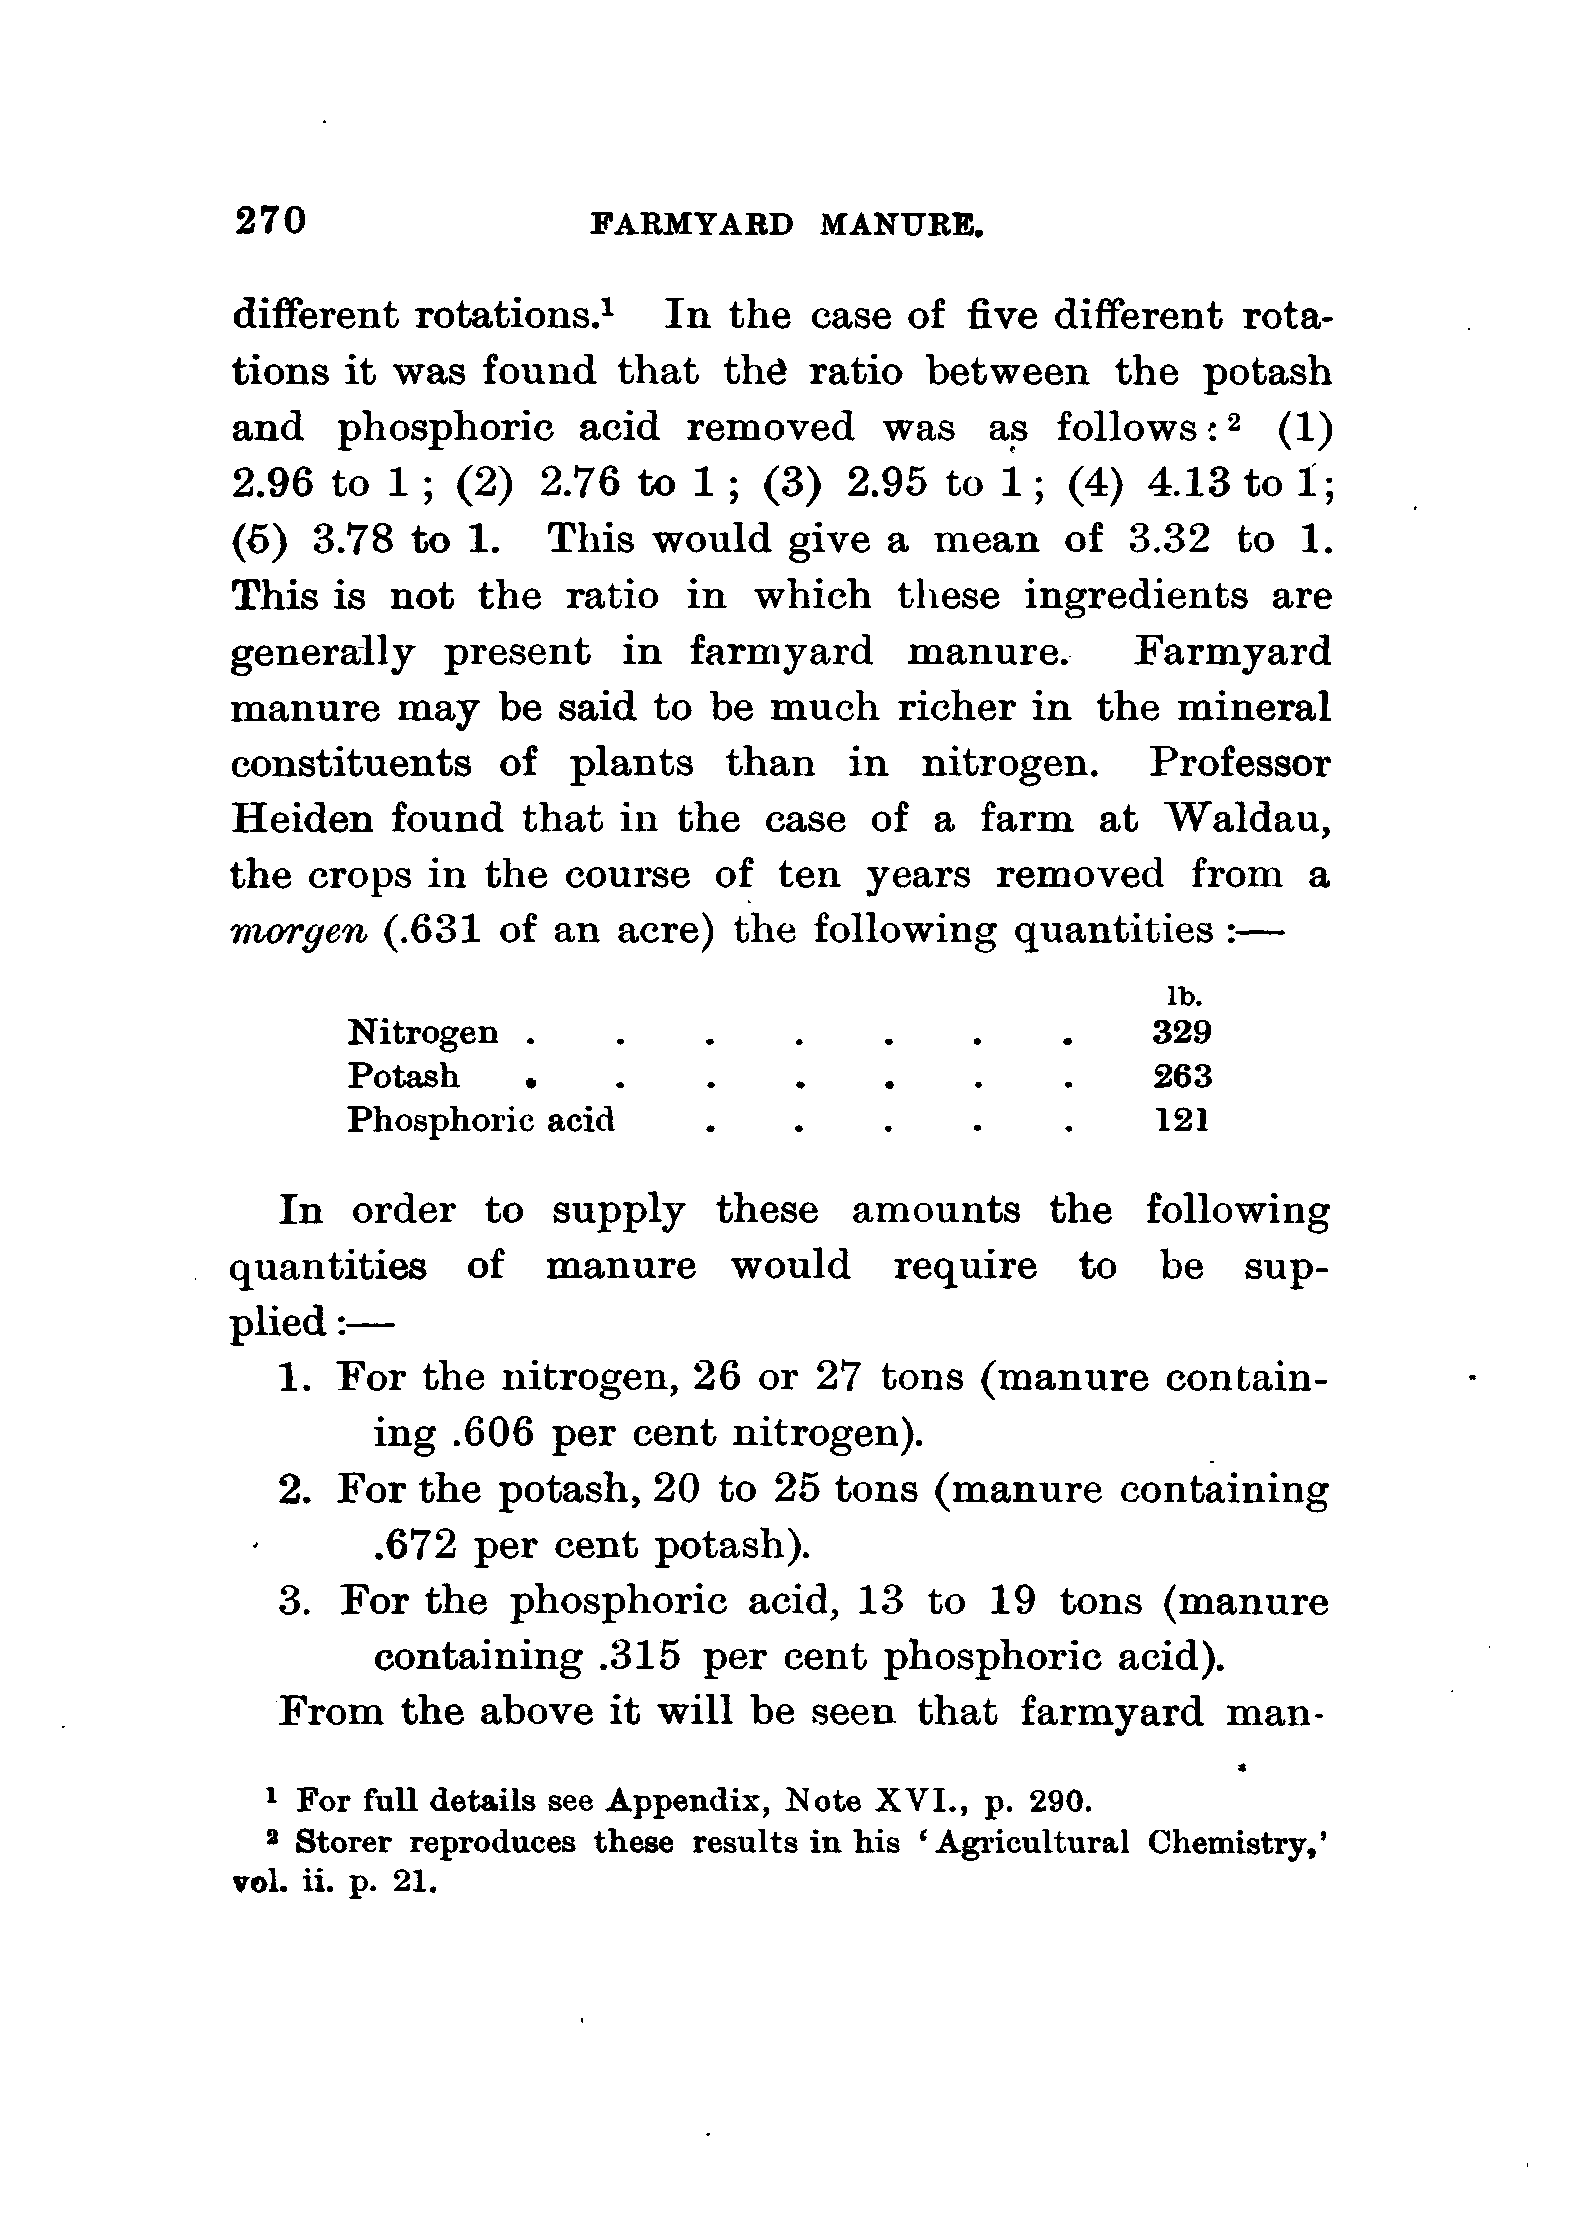 270 FARMYARD MANURE.
different rotations.¹ In the case of five different rota-
tions it was found that the ratio between the potash
and phosphoric acid removed was as follows:² (1)
2.96 to 1; (2) 2.76 to 1; (3) 2.95 to 1; (4) 4.13 to 1;
(5) 3.78 to 1. This would give a mean of 3.32 to 1.
This is not the ratio in which these ingredients are
generally present in farmyard manure. Farmyard
manure may be said to be much richer in the mineral
constituents of plants than in nitrogen. Professor
Heiden found that in the case of a farm at Waldau,
the crops in the course of ten years removed from a
morgen (.631 of an acre) the following quantities :—
lb.
Nitrogen . . . . . . . 329
Potash . . . . . . . 263
Phosphoric acid . . . . . 121
In order to supply these amounts the following
quantities of manure would require to be sup-
plied :—
1. For the nitrogen, 26 or 27 tons (manure contain-
ing .606 per cent nitrogen).
2. For the potash, 20 to 25 tons (manure containing
.672 per cent potash).
3. For the phosphoric acid, 13 to 19 tons (manure
containing .315 per cent phosphoric acid).
From the above it will be seen that farmyard man-
¹ For full details see Appendix, Note XVI., p. 290.
² Storer reproduces these results in his ‘Agricultural Chemistry,’
vol. ii. p. 21.